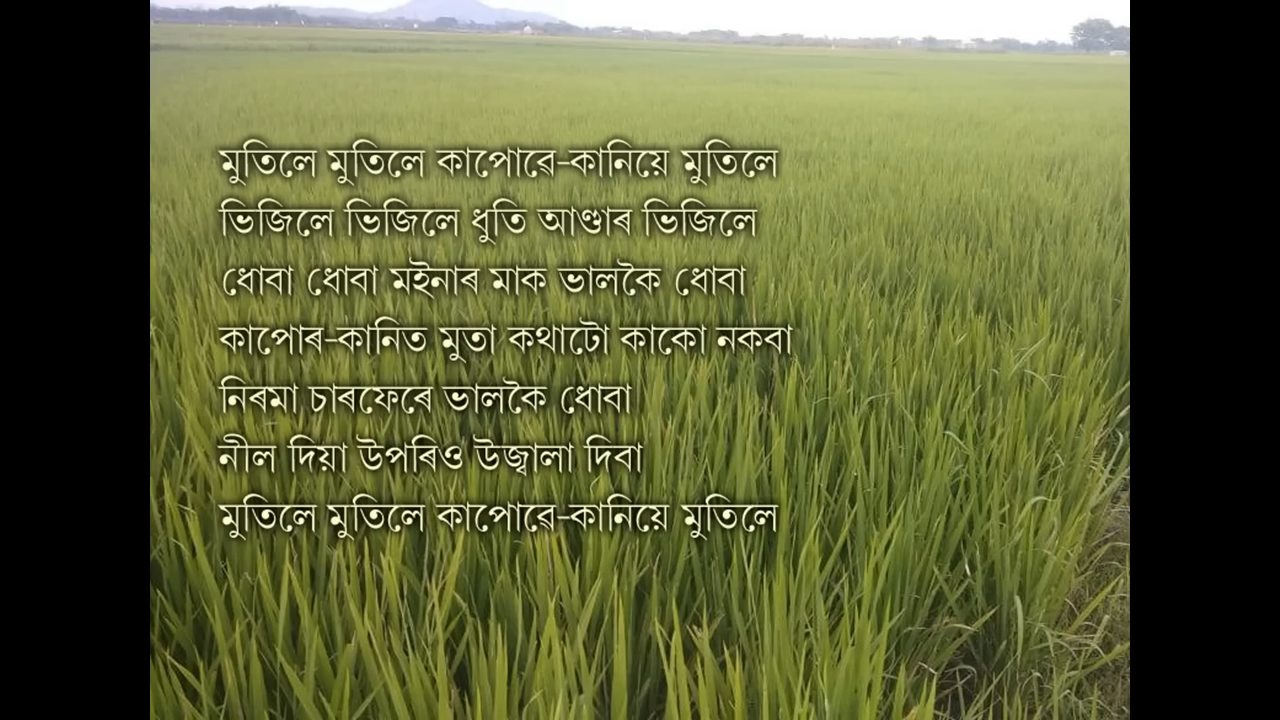 মুতিলে মুতিলে কাপোৱে-কানিয়ে মুতিলে
ভিজিলে ভিজিলে ধুতি আণ্ডাৰ ভিজিলে
ধোবা ধোবা মইনাৰ মাক ভালকৈ ধোবা
কাপোৰ-কানিত মুতা কথাটো কাকো নকবা
নিৰমা চাৰফেৰে ভালকৈ ধোবা
নীল দিয়া উপৰিও উজ্বালা দিবা
মুতিলে মুতিলে কাপোৱে-কানিয়ে মুতিলে